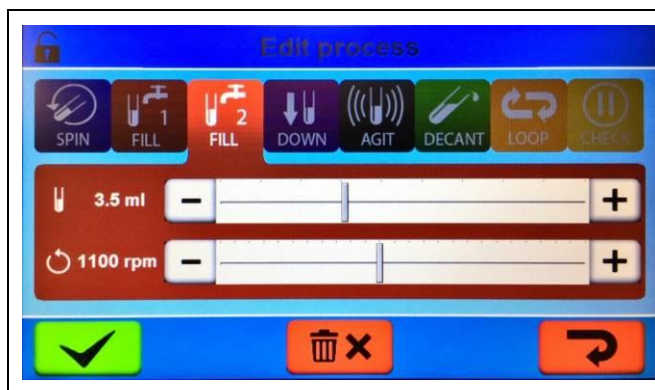 Edit process
SPIN
1
FILL
2
FILL
DOWN
AGIT
DECANT
LOOP
CHECK
3.5 ml
1100 rpm